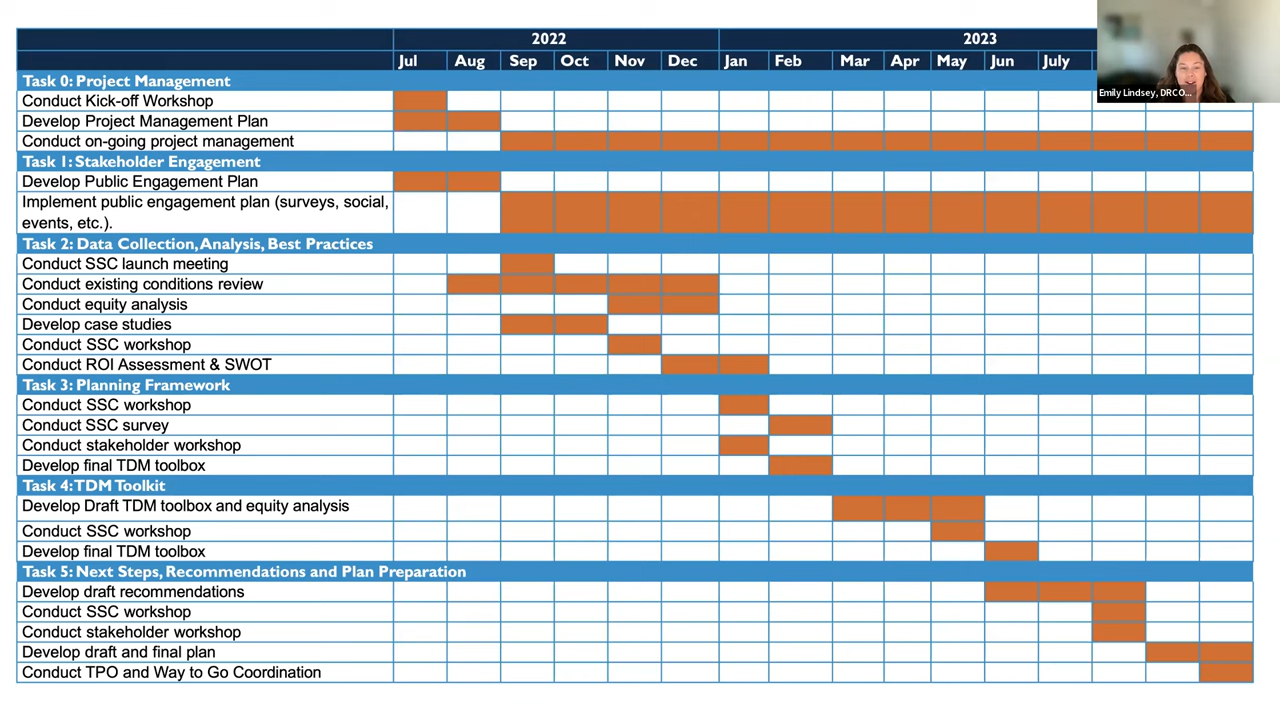 2022 2023
Jul Aug Sep Oct Nov Dec Jan Feb Mar Apr May Jun July
Emily Lindsey, DRCO...
Task 0: Project Management
Conduct Kick-off Workshop
Develop Project Management Plan
Conduct on-going project management
Task 1: Stakeholder Engagement
Develop Public Engagement Plan
Implement public engagement plan (surveys, social,
events, etc.).
Task 2: Data Collection, Analysis, Best Practices
Conduct SSC launch meeting
Conduct existing conditions review
Conduct equity analysis
Develop case studies
Conduct SSC workshop
Conduct ROI Assessment & SWOT
Task 3: Planning Framework
Conduct SSC workshop
Conduct SSC survey
Conduct stakeholder workshop
Develop final TDM toolbox
Task 4: TDM Toolkit
Develop Draft TDM toolbox and equity analysis
Conduct SSC workshop
Develop final TDM toolbox
Task 5: Next Steps, Recommendations and Plan Preparation
Develop draft recommendations
Conduct SSC workshop
Conduct stakeholder workshop
Develop draft and final plan
Conduct TPO and Way to Go Coordination